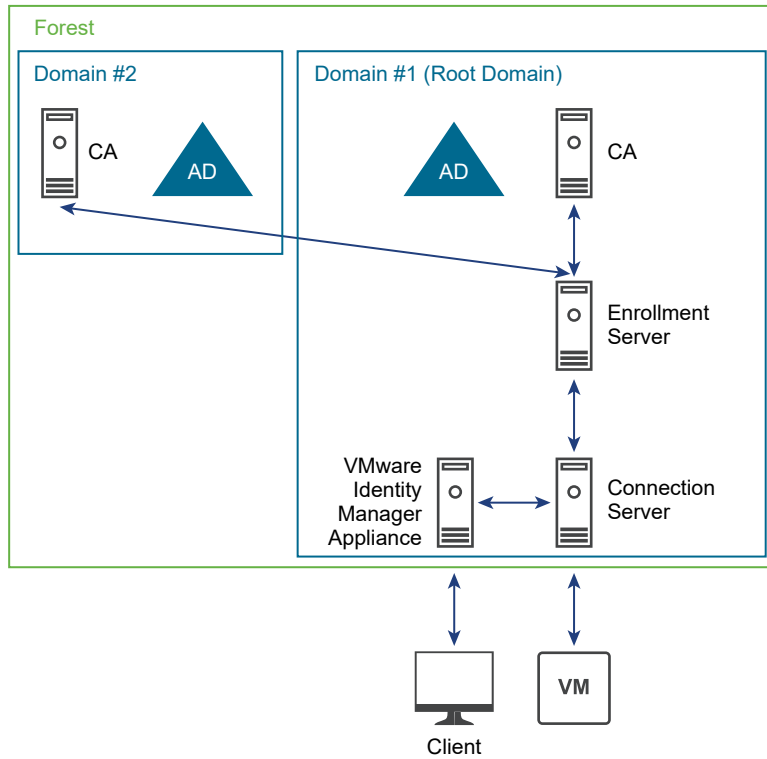 Forest
Domain #2
Domain #1 (Root Domain)
CA
AD
AD
CA
Enrollment
Server
VMware
Identity
Manager
Appliance
Connection
Server
VM
Client